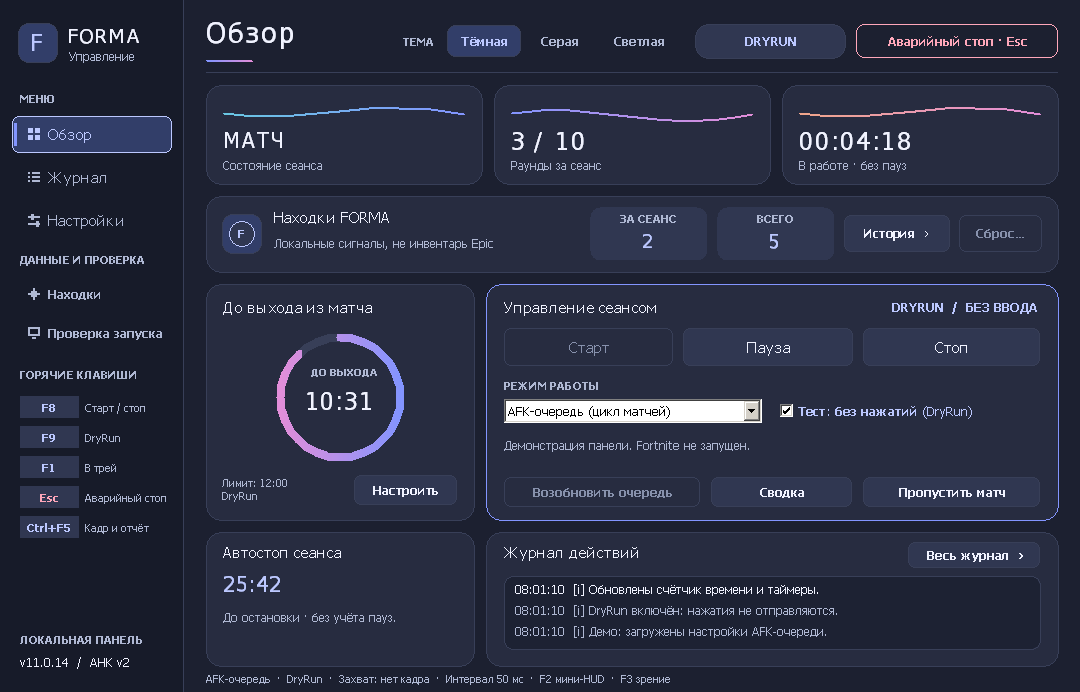 F
FORMA
Управление
МЕНЮ
Обзор
Журнал
Настройки
ДАННЫЕ И ПРОВЕРКА
Находки
Проверка запуска
ГОРЯЧИЕ КЛАВИШИ
F8 Старт / стоп
F9 DryRun
F1 В трей
Esc Аварийный стоп
Ctrl+F5 Кадр и отчёт
ЛОКАЛЬНАЯ ПАНЕЛЬ
v11.0.14 / AHK v2
Обзор
ТЕМА Тёмная Серая Светлая DRYRUN Аварийный стоп · Esc
МАТЧ
Состояние сеанса
3 / 10
Раунды за сеанс
00:04:18
В работе · без пауз
F
Находки FORMA
Локальные сигналы, не инвентарь Epic
ЗА СЕАНС
2
ВСЕГО
5
История ›
Сброс...
До выхода из матча
ДО ВЫХОДА
10:31
Лимит: 12:00
DryRun
Настроить
Управление сеансом DRYRUN / БЕЗ ВВОДА
Старт Пауза Стоп
РЕЖИМ РАБОТЫ
AFK-очередь (цикл матчей) Тест: без нажатий (DryRun)
Демонстрация панели. Fortnite не запущен.
Возобновить очередь Сводка Пропустить матч
Автостоп сеанса
25:42
До остановки · без учёта пауз.
Журнал действий Весь журнал ›
08:01:10 [i] Обновлены счётчик времени и таймеры.
08:01:10 [i] DryRun включён: нажатия не отправляются.
08:01:10 [i] Демо: загружены настройки AFK-очереди.
AFK-очередь · DryRun · Захват: нет кадра · Интервал 50 мс · F2 мини-HUD · F3 зрение